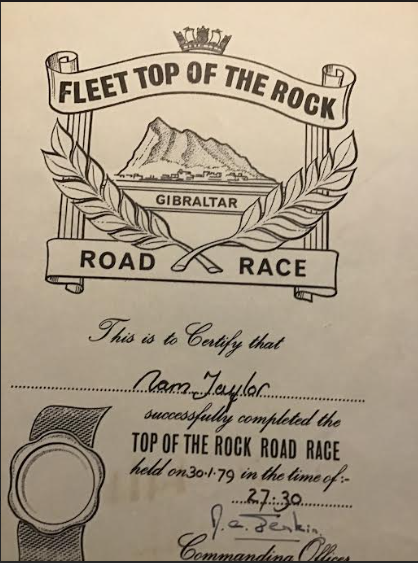 FLEET TOP OF THE ROCK
GIBRALTAR
ROAD RACE
This is to Certify that
Nam Taylor
successfully completed the
TOP OF THE ROCK ROAD RACE
held on 30·1·79 in the time of:-
27:30
Commanding Officer